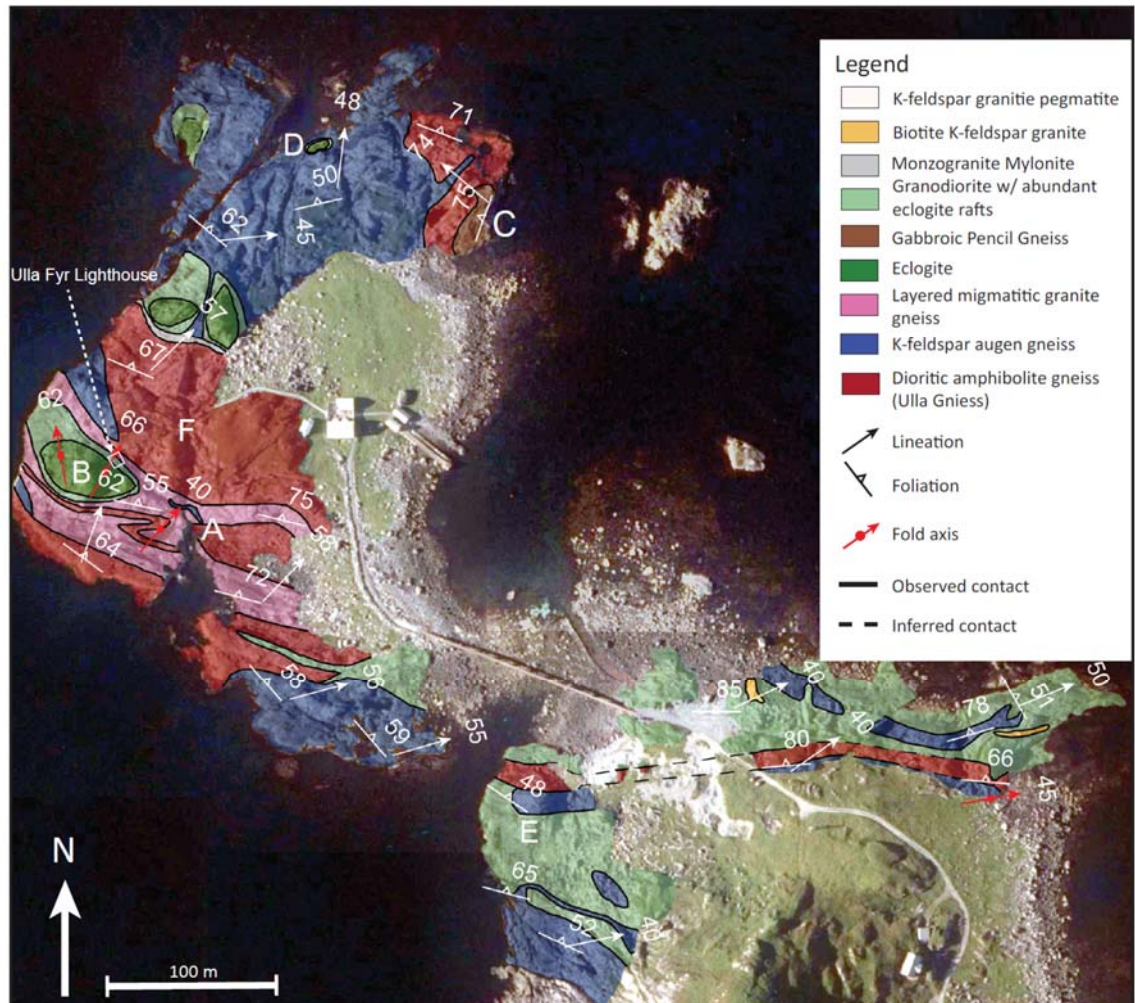 48
71
D
74
50
75
C
62
45
Ulla Fyr Lighthouse
57
67
62
66
F
B
62
55
40
75
A
58
64
72
58
56
59
55
85
40
50
51
78
40
80
66
48
45
E
65
52
40
N
100 m
Legend
K-feldspar granitie pegmatite
Biotite K-feldspar granite
Monzogranite Mylonite
Granodiorite w/ abundant
eclogite rafts
Gabbroic Pencil Gneiss
Eclogite
Layered migmatitic granite
gneiss
K-feldspar augen gneiss
Dioritic amphibolite gneiss
(Ulla Gniess)
Lineation
Foliation
Fold axis
Observed contact
Inferred contact